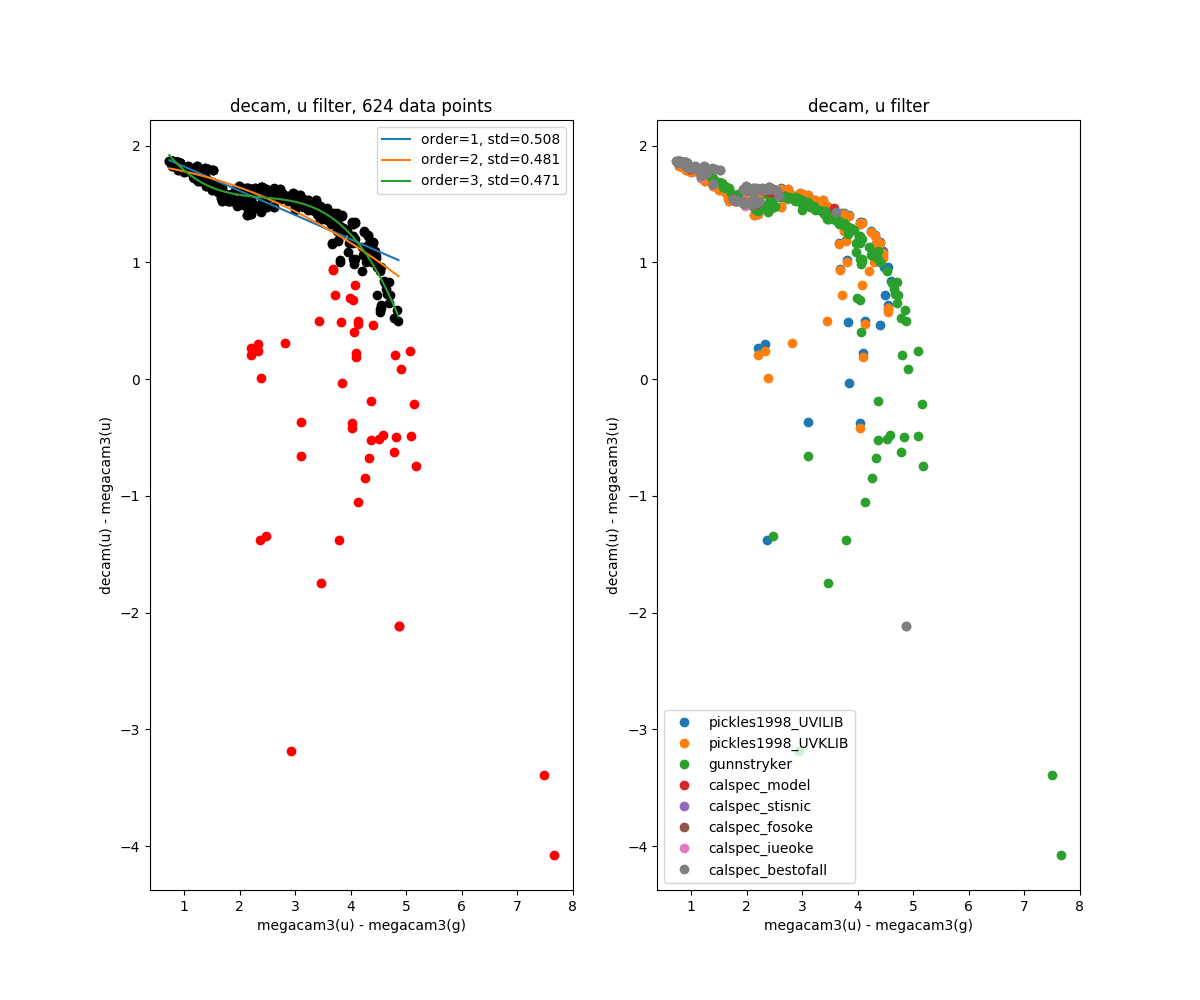 decam, u filter, 624 data points
order=1, std=0.508
order=2, std=0.481
order=3, std=0.471
2
1
0
−1
−2
−3
−4
decam(u) - megacam3(u)
1 2 3 4 5 6 7 8
megacam3(u) - megacam3(g)
decam, u filter
2
1
0
−1
−2
−3
−4
decam(u) - megacam3(u)
pickles1998_UVILIB
pickles1998_UVKLIB
gunnstryker
calspec_model
calspec_stisnic
calspec_fosoke
calspec_iueoke
calspec_bestofall
1 2 3 4 5 6 7 8
megacam3(u) - megacam3(g)